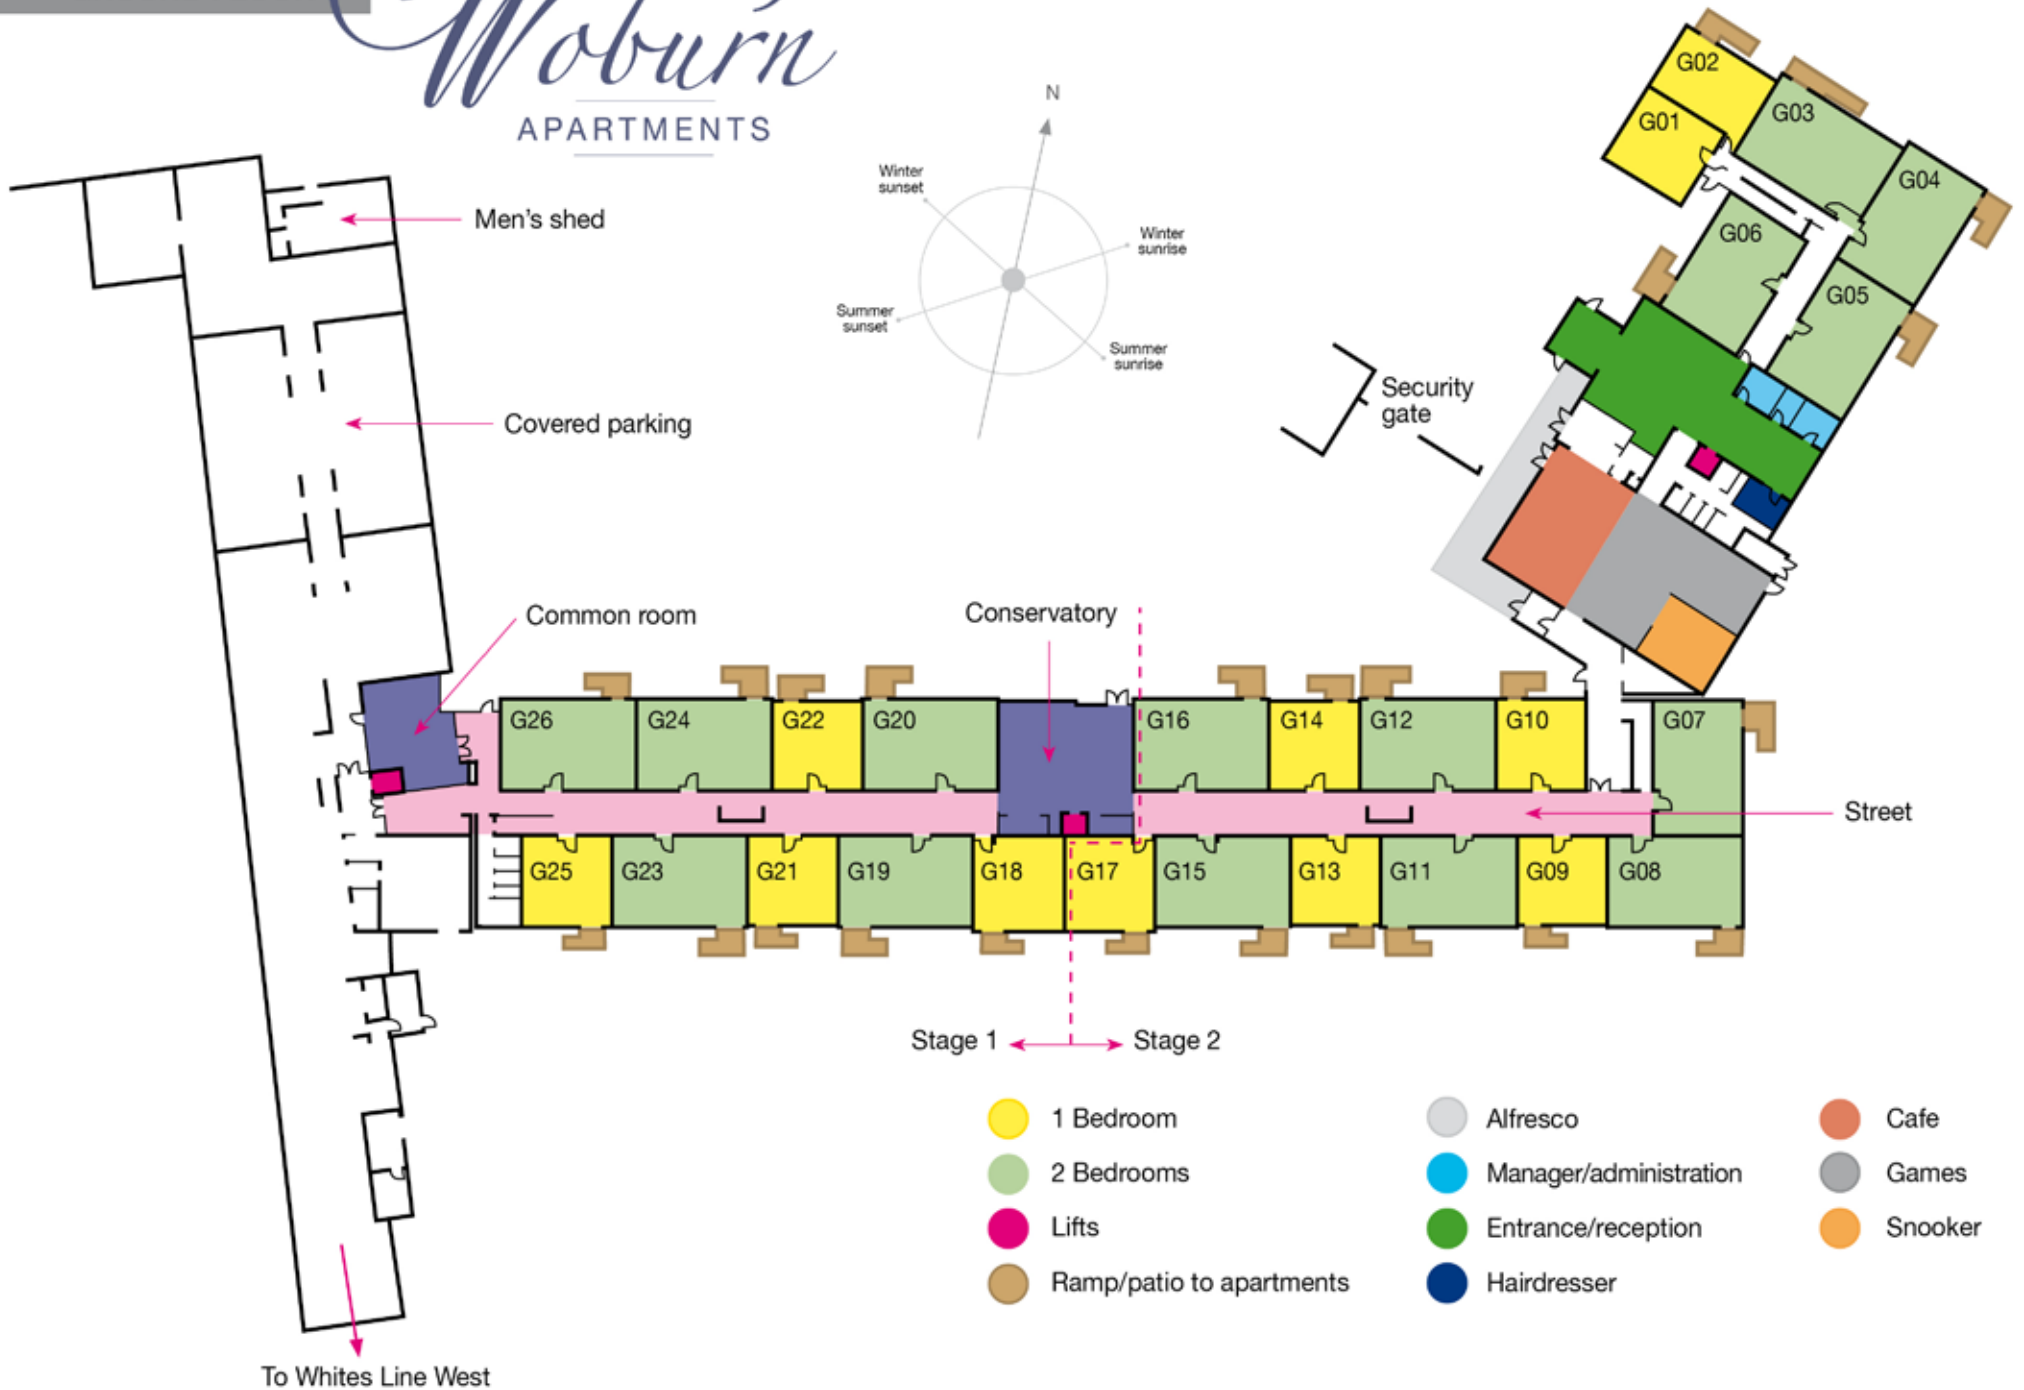 Woburn
APARTMENTS
N
Winter
sunset
Winter
sunrise
Summer
sunset
Summer
sunrise
Men's shed
Covered parking
Common room
Conservatory
Security
gate
Street
G02
G01
G03
G04
G06
G05
G26
G24
G22
G20
G16
G14
G12
G10
G07
G25
G23
G21
G19
G18
G17
G15
G13
G11
G09
G08
Stage 1
Stage 2
1 Bedroom
2 Bedrooms
Lifts
Ramp/patio to apartments
Alfresco
Manager/administration
Entrance/reception
Hairdresser
Cafe
Games
Snooker
To Whites Line West